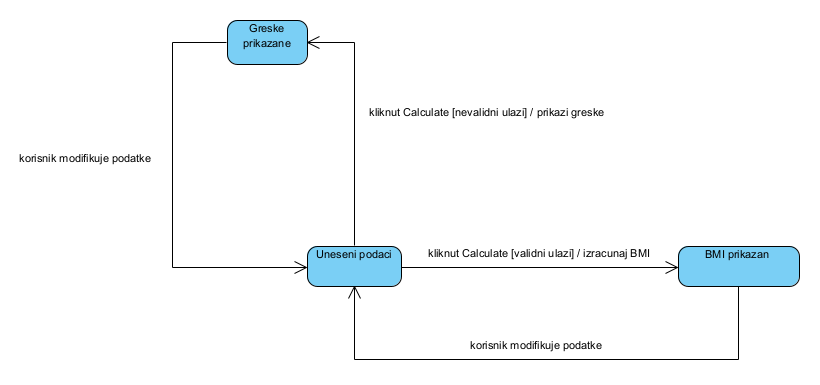 Greske
prikazane
kliknut Calculate [nevalidni ulazi] / prikazi greske
korisnik modifikuje podatke
Uneseni podaci
kliknut Calculate [validni ulazi] / izracunaj BMI
BMI prikazan
korisnik modifikuje podatke